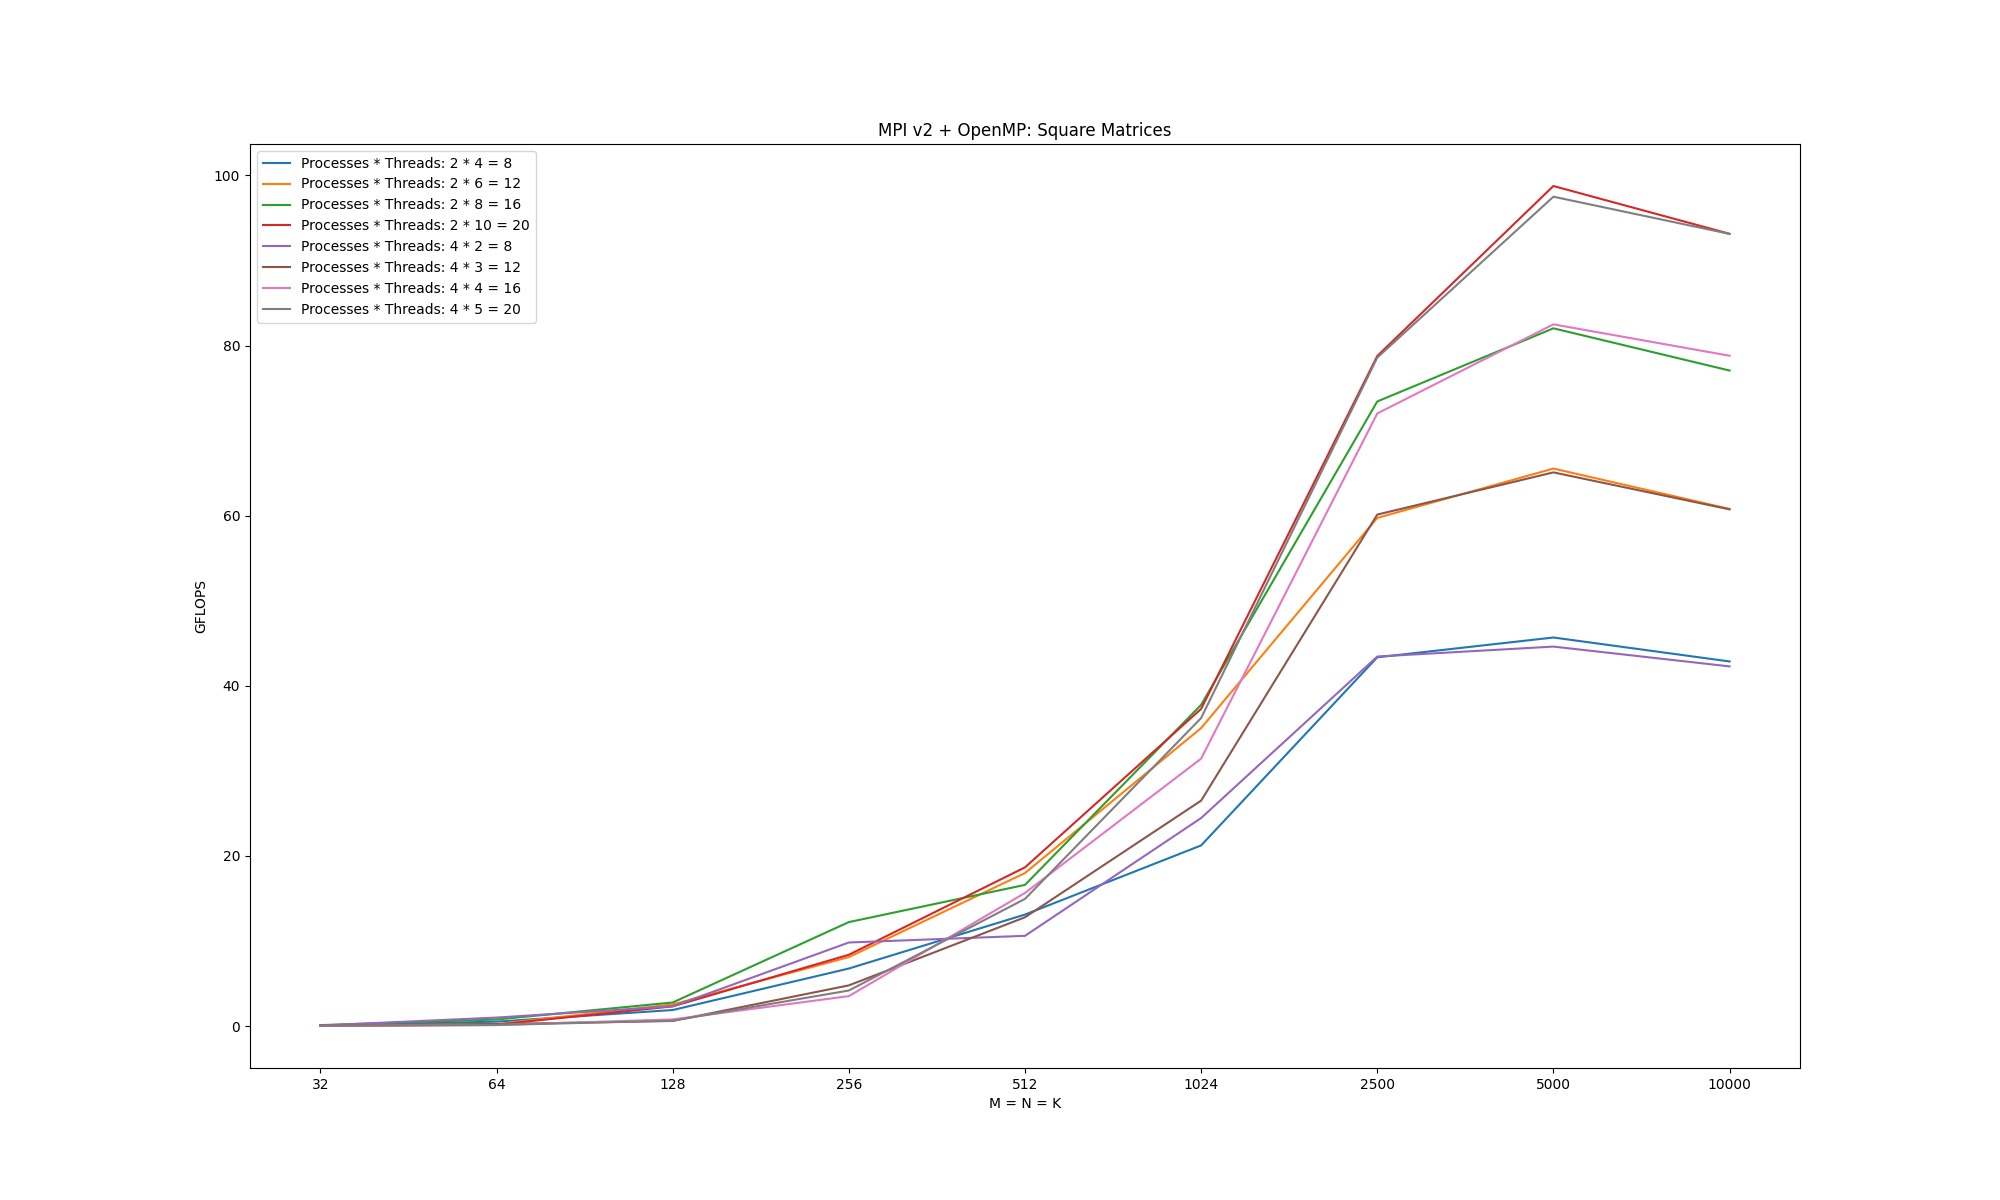 MPI v2 + OpenMP: Square Matrices
Processes * Threads: 2 * 4 = 8
Processes * Threads: 2 * 6 = 12
Processes * Threads: 2 * 8 = 16
Processes * Threads: 2 * 10 = 20
Processes * Threads: 4 * 2 = 8
Processes * Threads: 4 * 3 = 12
Processes * Threads: 4 * 4 = 16
Processes * Threads: 4 * 5 = 20
100
80
60
40
20
0
GFLOPS
32 64 128 256 512 1024 2500 5000 10000
M = N = K